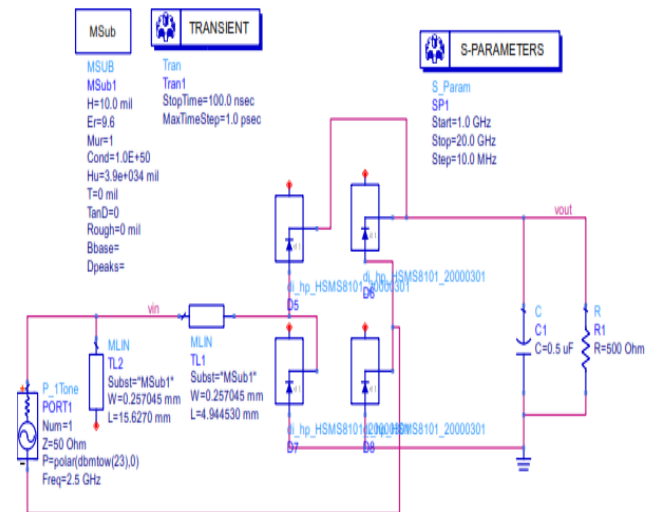 MSub
MSUB
MSub1
H=10.0 mil
Er=9.6
Mur=1
Cond=1.0E+50
Hu=3.9e+034 mil
T=0 mil
TanD=0
Rough=0 mil
Bbase=
Dpeaks=
TRANSIENT
Tran
Tran1
StopTime=100.0 nsec
MaxTimeStep=1.0 psec
S-PARAMETERS
S_Param
SP1
Start=1.0 GHz
Stop=20.0 GHz
Step=10.0 MHz
vout
di_hp_HSMS8101_20000301
D5
di_hp_HSMS8101_20000301
D6
vin
MLIN
TL2
Subst="MSub1"
W=0.257045 mm
L=15.6270 mm
MLIN
TL1
Subst="MSub1"
W=0.257045 mm
L=4.944530 mm
C
C1
C=0.5 uF
R
R1
R=500 Ohm
P_1Tone
PORT1
Num=1
Z=50 Ohm
P=polar(dbmtow(23),0)
Freq=2.5 GHz
di_hp_HSMS8101_20000301
D7
di_hp_HSMS8101_20000301
D8